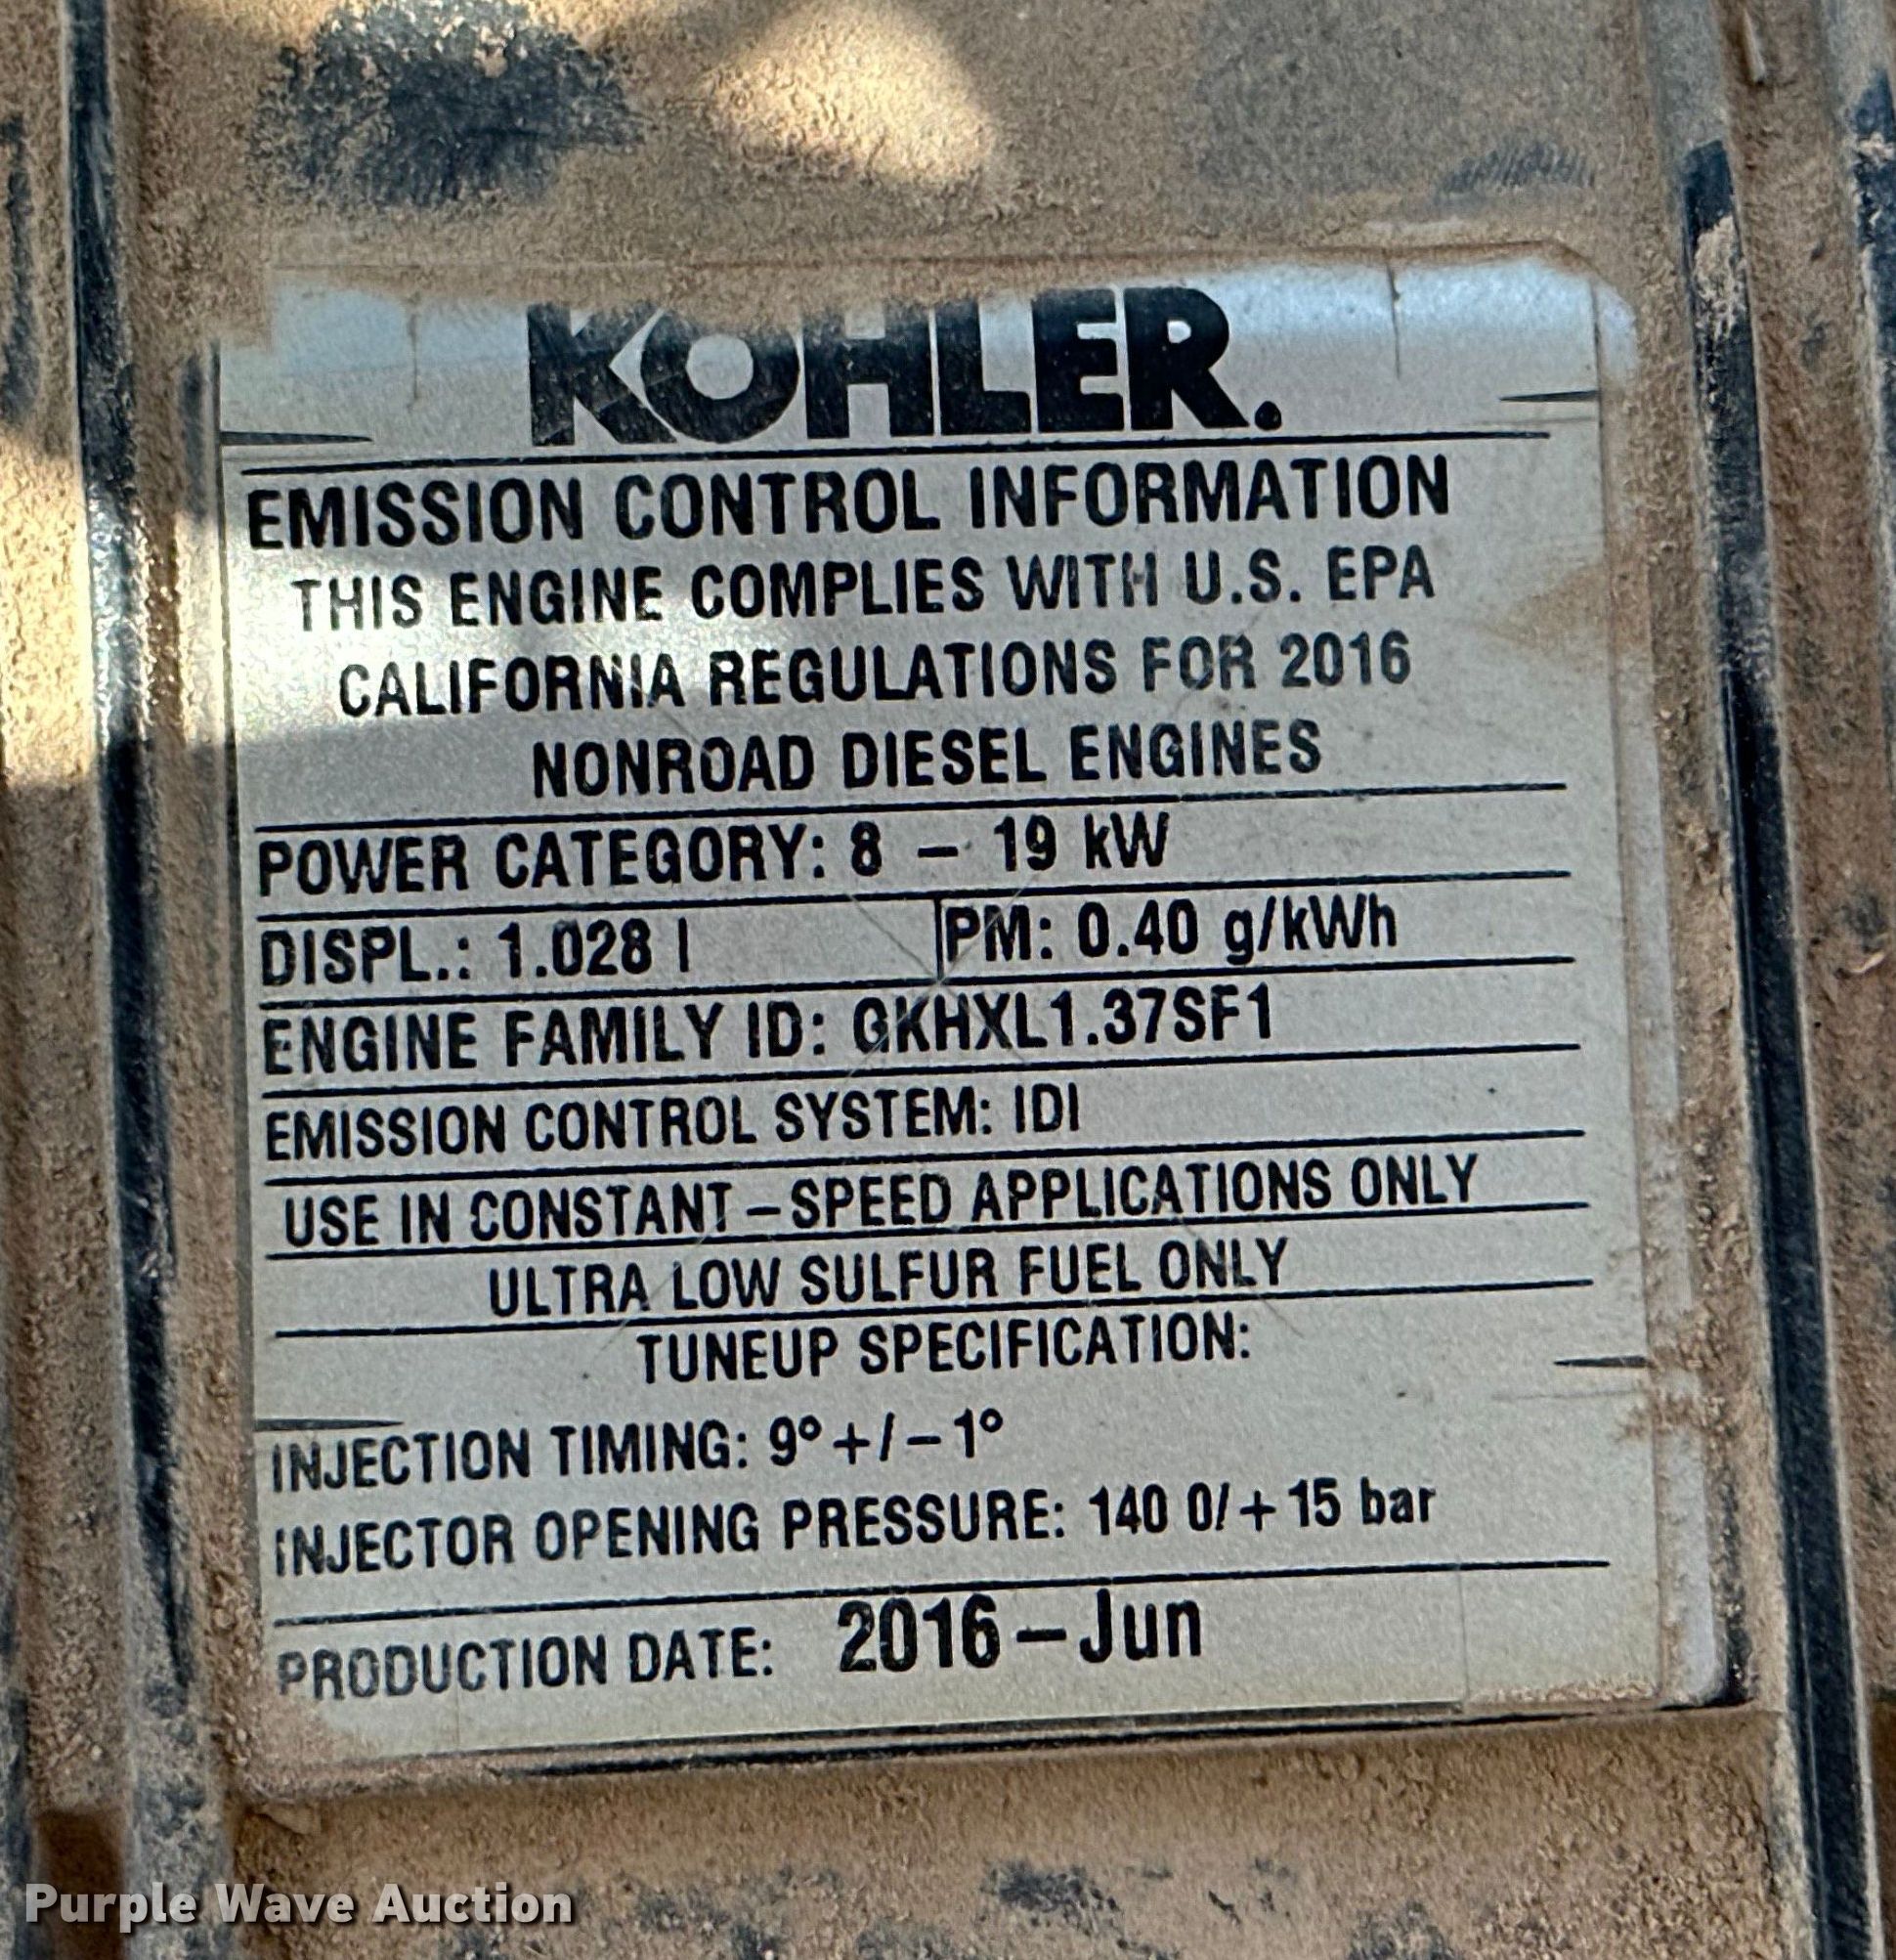 KOHLER.
EMISSION CONTROL INFORMATION
THIS ENGINE COMPLIES WITH U.S. EPA
CALIFORNIA REGULATIONS FOR 2016
NONROAD DIESEL ENGINES
POWER CATEGORY: 8 – 19 kW
DISPL.: 1.028 l PM: 0.40 g/kWh
ENGINE FAMILY ID: GKHXL1.37SF1
EMISSION CONTROL SYSTEM: IDI
USE IN CONSTANT – SPEED APPLICATIONS ONLY
ULTRA LOW SULFUR FUEL ONLY
TUNEUP SPECIFICATION:
INJECTION TIMING: 9° +/– 1°
INJECTOR OPENING PRESSURE: 140 0/+ 15 bar
PRODUCTION DATE: 2016 – Jun
Purple Wave Auction